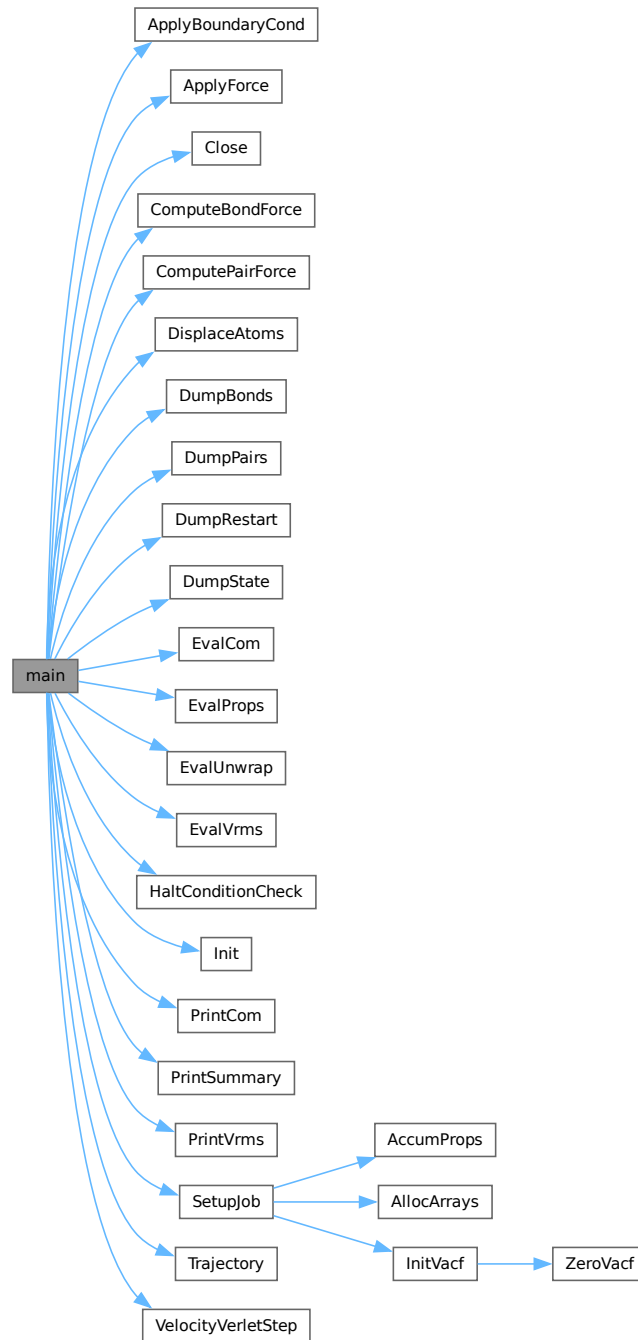 ApplyBoundaryCond
ApplyForce
Close
ComputeBondForce
ComputePairForce
DisplaceAtoms
DumpBonds
DumpPairs
DumpRestart
DumpState
EvalCom
main
EvalProps
EvalUnwrap
EvalVrms
HaltConditionCheck
Init
PrintCom
PrintSummary
PrintVrms
AccumProps
SetupJob
AllocArrays
Trajectory
InitVacf
ZeroVacf
VelocityVerletStep